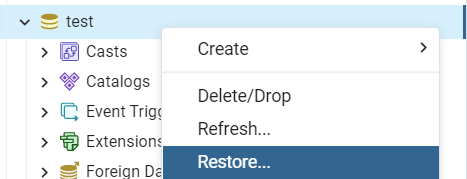 test
Casts
Catalogs
Event Trigg
Extensions
Foreign Da
Create
Delete/Drop
Refresh...
Restore...